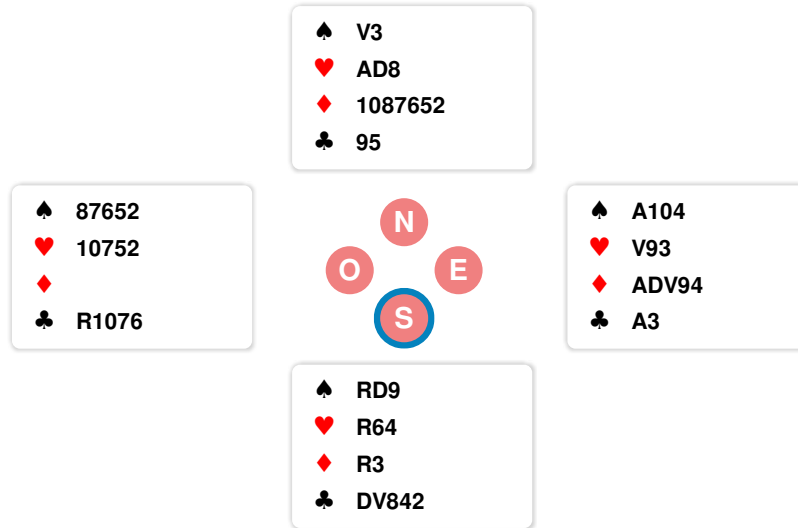 ♠ V3
♥ AD8
♦ 1087652
♣ 95
♠ 87652
♥ 10752
♦
♣ R1076
N
O E
S
♠ A104
♥ V93
♦ ADV94
♣ A3
♠ RD9
♥ R64
♦ R3
♣ DV842